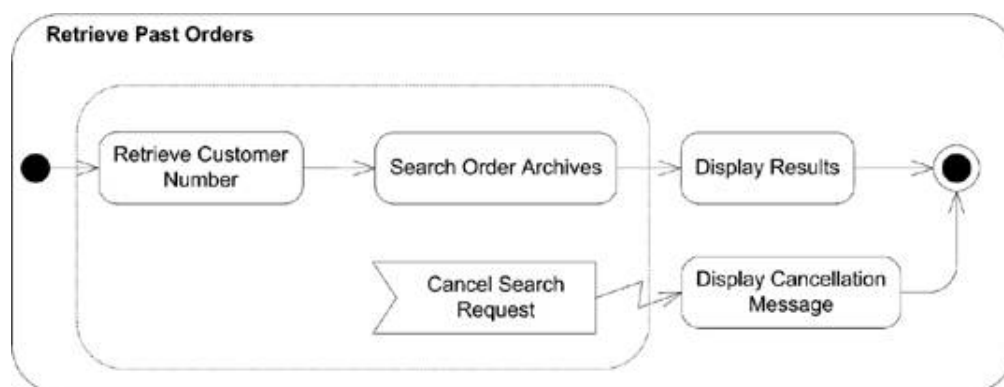 Retrieve Past Orders
Retrieve Customer
Number
Search Order Archives
Display Results
Cancel Search
Request
Display Cancellation
Message